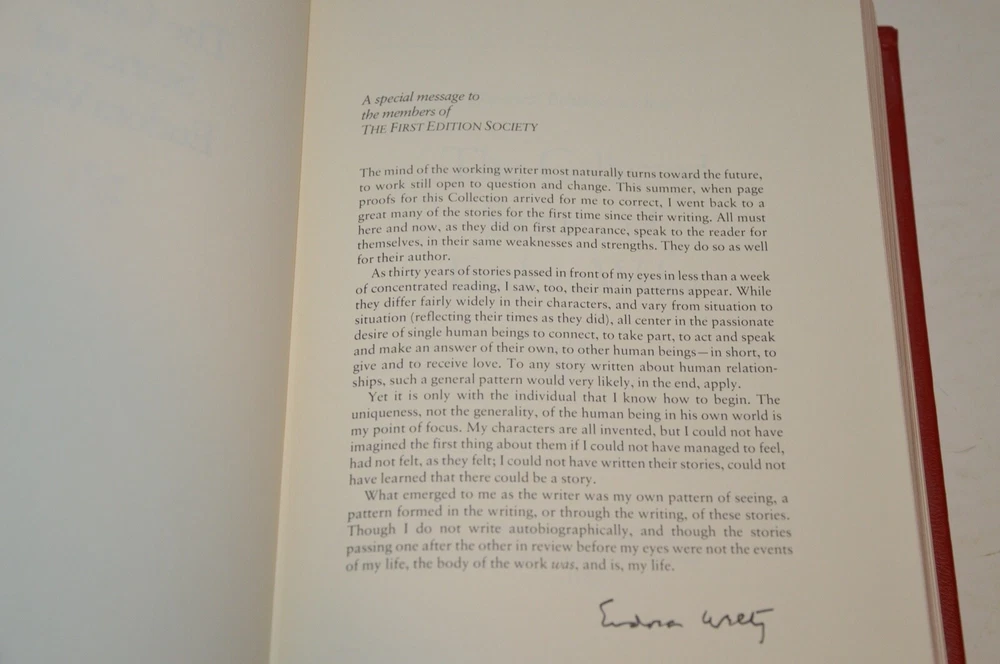 A special message to
the members of
THE FIRST EDITION SOCIETY
The mind of the working writer most naturally turns toward the future,
to work still open to question and change. This summer, when page
proofs for this Collection arrived for me to correct, I went back to a
great many of the stories for the first time since their writing. All must
here and now, as they did on first appearance, speak to the reader for
themselves, in their same weaknesses and strengths. They do so as well
for their author.
As thirty years of stories passed in front of my eyes in less than a week
of concentrated reading, I saw, too, their main patterns appear. While
they differ fairly widely in their characters, and vary from situation to
situation (reflecting their times as they did), all center in the passionate
desire of single human beings to connect, to take part, to act and speak
and make an answer of their own, to other human beings—in short, to
give and to receive love. To any story written about human relation-
ships, such a general pattern would very likely, in the end, apply.
Yet it is only with the individual that I know how to begin. The
uniqueness, not the generality, of the human being in his own world is
my point of focus. My characters are all invented, but I could not have
imagined the first thing about them if I could not have managed to feel,
had not felt, as they felt; I could not have written their stories, could not
have learned that there could be a story.
What emerged to me as the writer was my own pattern of seeing, a
pattern formed in the writing, or through the writing, of these stories.
Though I do not write autobiographically, and though the stories
passing one after the other in review before my eyes were not the events
of my life, the body of the work was, and is, my life.
Eudora Welty